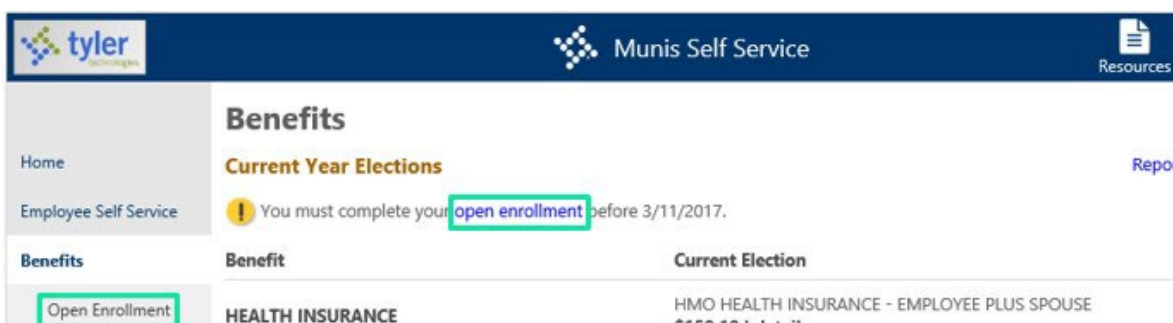 tyler
technologies
Munis Self Service
Resources
Benefits
Home
Current Year Elections
Employee Self Service
You must complete your open enrollment before 3/11/2017.
Benefits
Benefit
Current Election
Open Enrollment
HEALTH INSURANCE
HMO HEALTH INSURANCE - EMPLOYEE PLUS SPOUSE